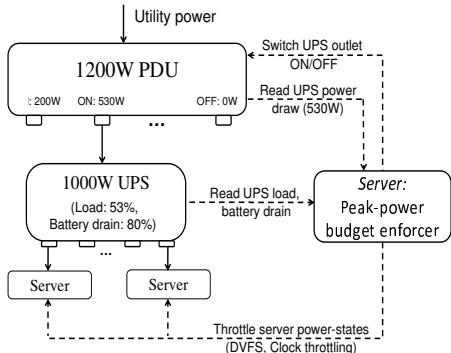 Utility power
1200W PDU
: 200W ON: 530W ... OFF: 0W
Switch UPS outlet
ON/OFF
Read UPS power
draw (530W)
1000W UPS
(Load: 53%,
Battery drain: 80%)
...
Read UPS load,
battery drain
Server:
Peak-power
budget enforcer
Server
Server
Throttle server power-states
(DVFS, Clock throttling)